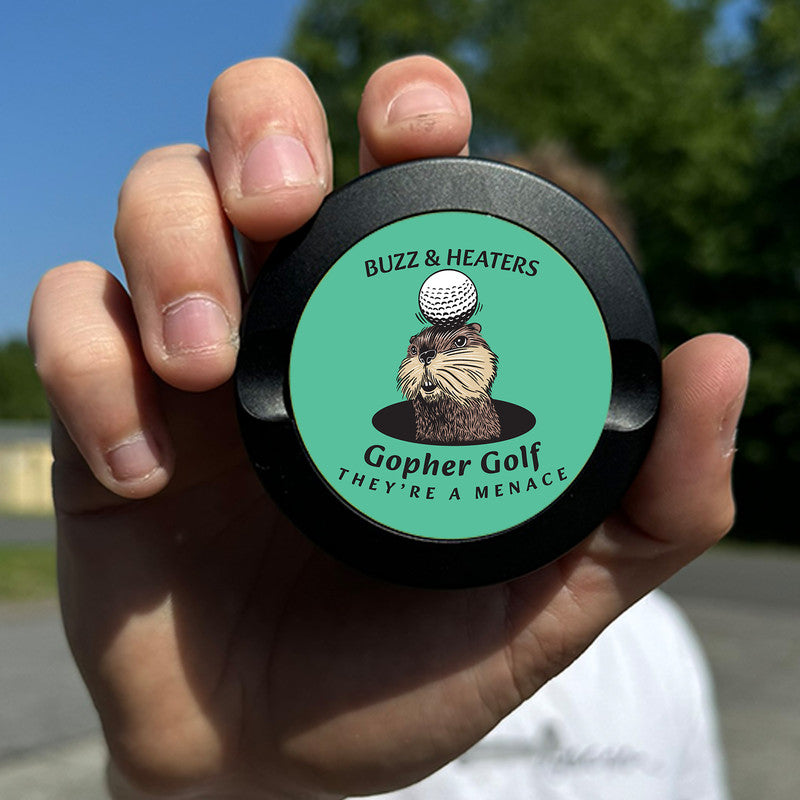 BUZZ & HEATERS
Gopher Golf
THEY'RE A MENACE